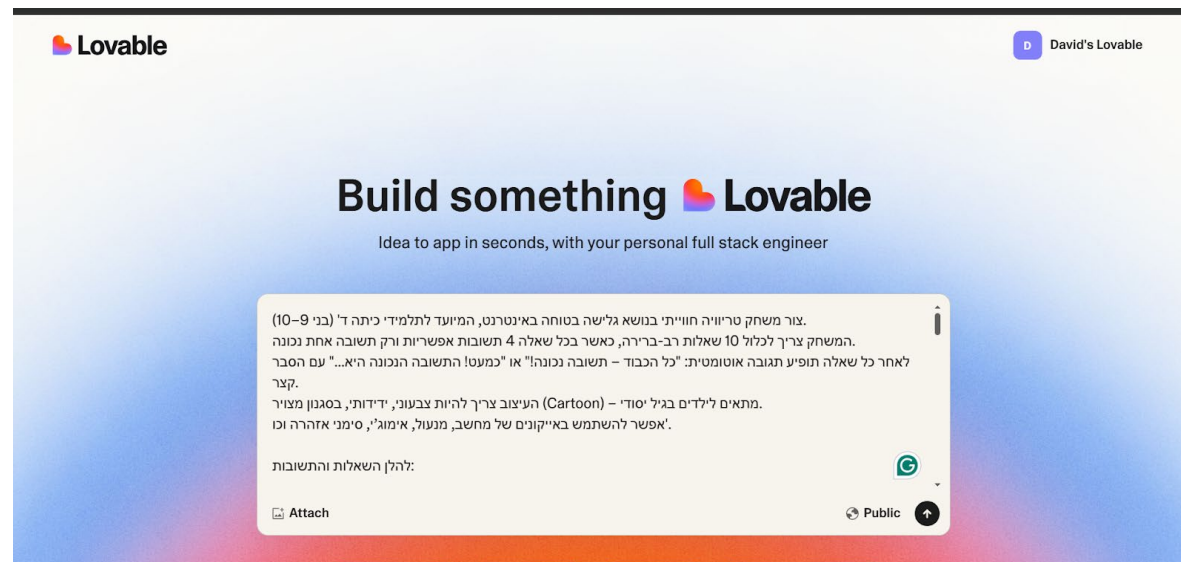 Lovable
D
David's Lovable
Build something Lovable
Idea to app in seconds, with your personal full stack engineer
צור משחק טריוויה חווייתי בנושא גלישה בטוחה באינטרנט, המיועד לתלמידי כיתה ד' (בני 9–10).
המשחק צריך לכלול 10 שאלות רב-ברירה, כאשר בכל שאלה 4 תשובות אפשריות ורק תשובה אחת נכונה.
לאחר כל שאלה תופיע תגובה אוטומטית: "כל הכבוד – תשובה נכונה!" או "כמעט! התשובה הנכונה היא..." עם הסבר
קצר.
העיצוב צריך להיות צבעוני, ידידותי, בסגנון מצויר (Cartoon) – מתאים לילדים בגיל יסודי.
אפשר להשתמש באייקונים של מחשב, מנעול, אימוג'י, סימני אזהרה וכו'.
להלן השאלות והתשובות:
G
Attach
Public